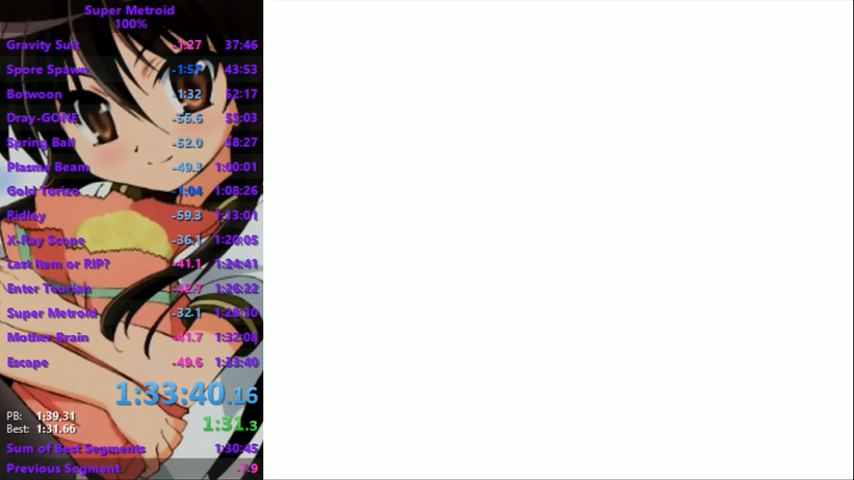 Super Metroid
100%
Gravity Suit -1:27 37:46
Spore Spawn -1:57 43:53
Botwoon -1:32 52:17
Dray-GONE -55.6 55:03
Spring Ball -52.0 58:27
Plasma Beam -49.3 1:00:01
Gold Torizo -1:04 1:08:26
Ridley -59.3 1:13:01
X-Ray Scope -36.1 1:20:05
Last Item or RIP? -41.1 1:24:41
Enter Tourian -42.7 1:26:22
Super Metroid -32.1 1:28:30
Mother Brain -41.7 1:32:08
Escape -49.6 1:33:40
1:33:40.16
PB: 1:39.31
1:31.3
Best: 1:31.66
Sum of Best Segments 1:30:45
Previous Segment -7.9